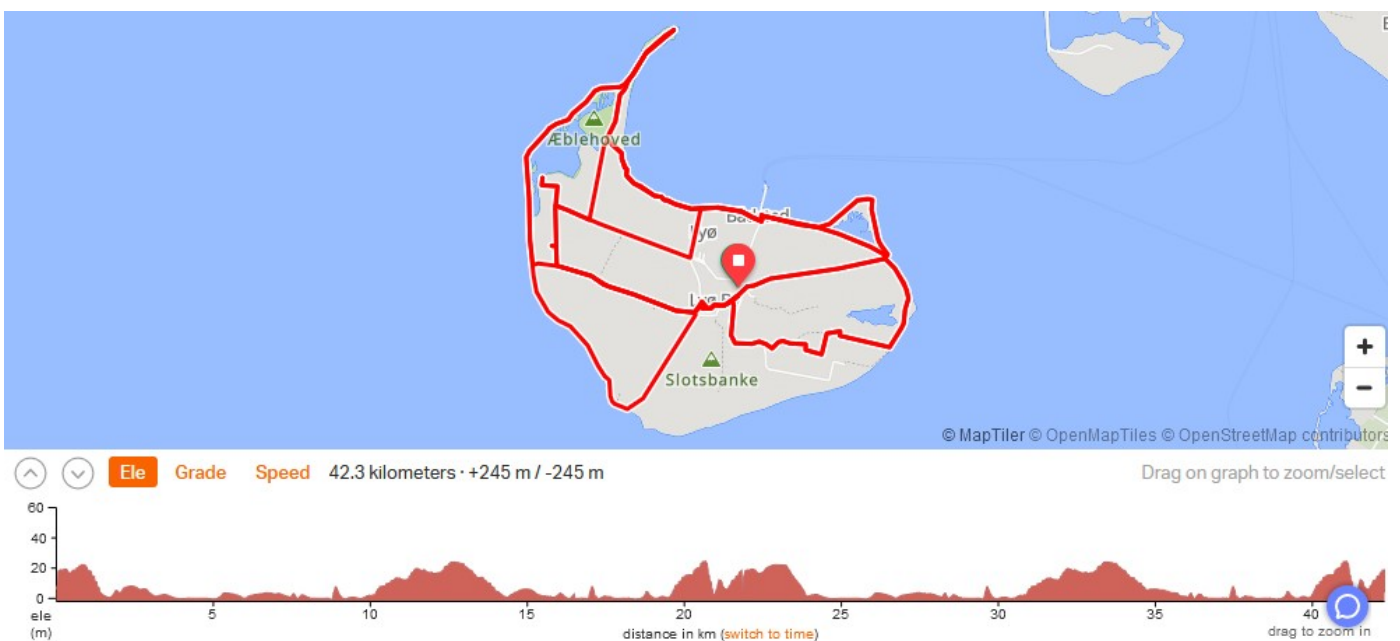 E
Æblehoved
Lyø
Slotsbanke
+
−
© MapTiler © OpenMapTiles © OpenStreetMap contributors
Ele Grade Speed 42.3 kilometers · +245 m / -245 m Drag on graph to zoom/select
60
40
20
0
ele
(m)
5 10 15 20 25 30 35 40
distance in km (switch to time)
drag to zoom in